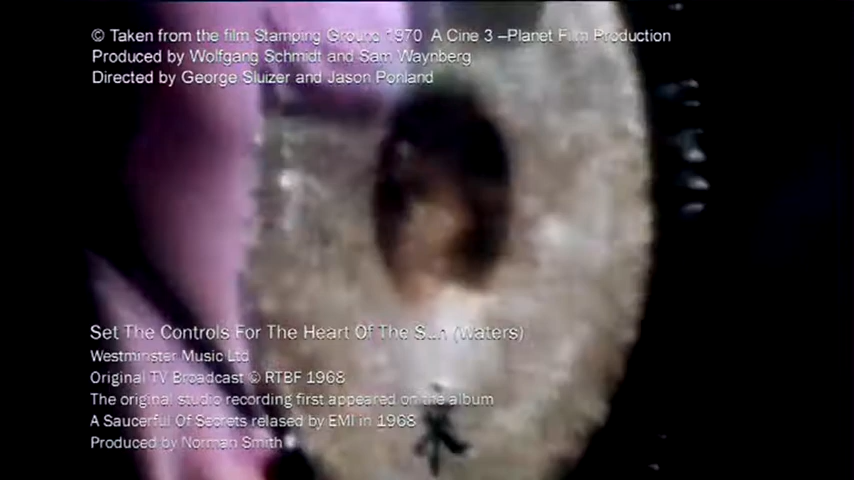 © Taken from the film Stamping Ground 1970 A Cine 3 –Planet Film Production
Produced by Wolfgang Schmidt and Sam Waynberg
Directed by George Sluizer and Jason Ponland
Set The Controls For The Heart Of The Sun (Waters)
Westminster Music Ltd
Original TV Broadcast © RTBF 1968
The original studio recording first appeared on the album
A Saucerful Of Secrets relased by EMI in 1968
Produced by Norman Smith